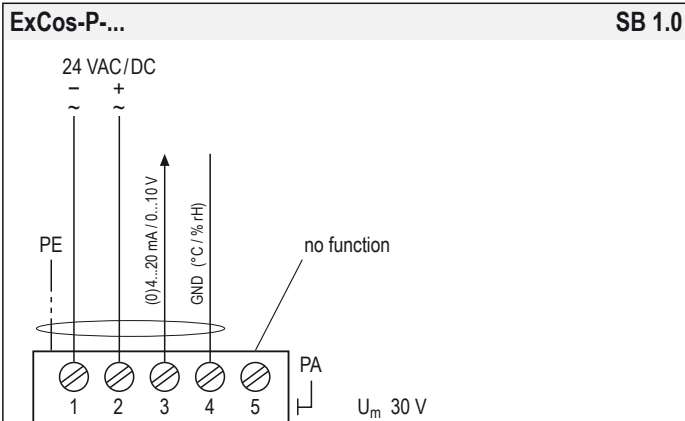 ExCos-P-... SB 1.0
24 VAC/DC
– +
~ ~
(0)4...20 mA / 0...10 V
GND (°C / % rH)
PE
no function
PA
1 2 3 4 5
Um 30 V